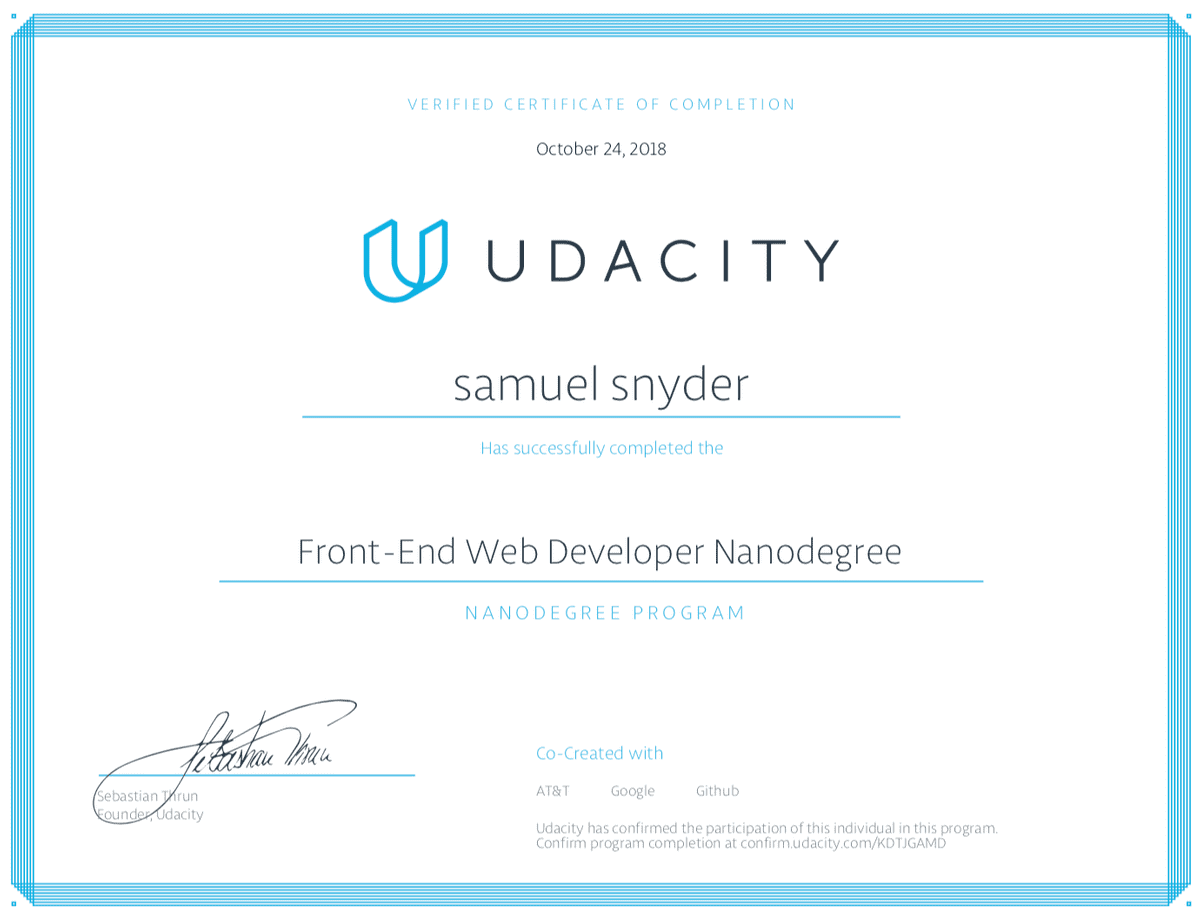 VERIFIED CERTIFICATE OF COMPLETION
October 24, 2018
UDACITY
samuel snyder
Has successfully completed the
Front-End Web Developer Nanodegree
NANODEGREE PROGRAM
Sebastian Thrun
Sebastian Thrun
Founder, Udacity
Co-Created with
AT&T Google Github
Udacity has confirmed the participation of this individual in this program.
Confirm program completion at confirm.udacity.com/KDTJGAMD